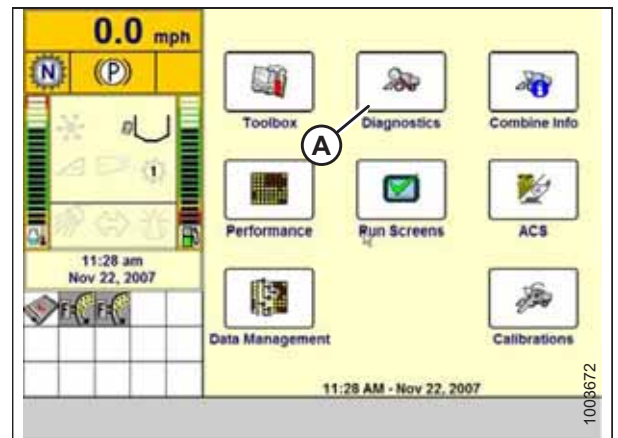 0.0 mph
N (P)
1
11:28 am
Nov 22, 2007
F= F=
Toolbox
Diagnostics
Combine Info
A
Performance
Run Screens
ACS
Data Management
Calibrations
11:28 AM - Nov 22, 2007
1003672